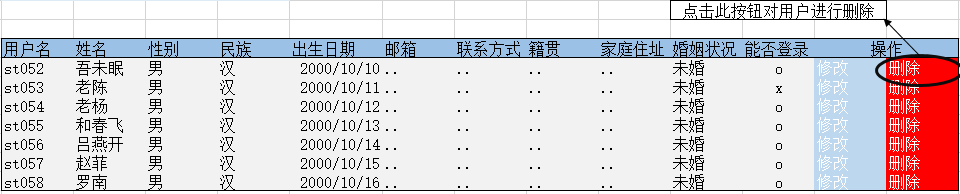 点击此按钮对用户进行删除
用户名 姓名 性别 民族 出生日期 邮箱 联系方式 籍贯 家庭住址 婚姻状况 能否登录 操作
st052 吾未眠 男 汉 2000/10/10 .. .. .. .. 未婚 o 修改 删除
st053 老陈 男 汉 2000/10/11 .. .. .. .. 未婚 x 修改 删除
st054 老杨 男 汉 2000/10/12 .. .. .. .. 未婚 o 修改 删除
st055 和春飞 男 汉 2000/10/13 .. .. .. .. 未婚 o 修改 删除
st056 吕燕开 男 汉 2000/10/14 .. .. .. .. 未婚 o 修改 删除
st057 赵菲 男 汉 2000/10/15 .. .. .. .. 未婚 o 修改 删除
st058 罗南 男 汉 2000/10/16 .. .. .. .. 未婚 o 修改 删除